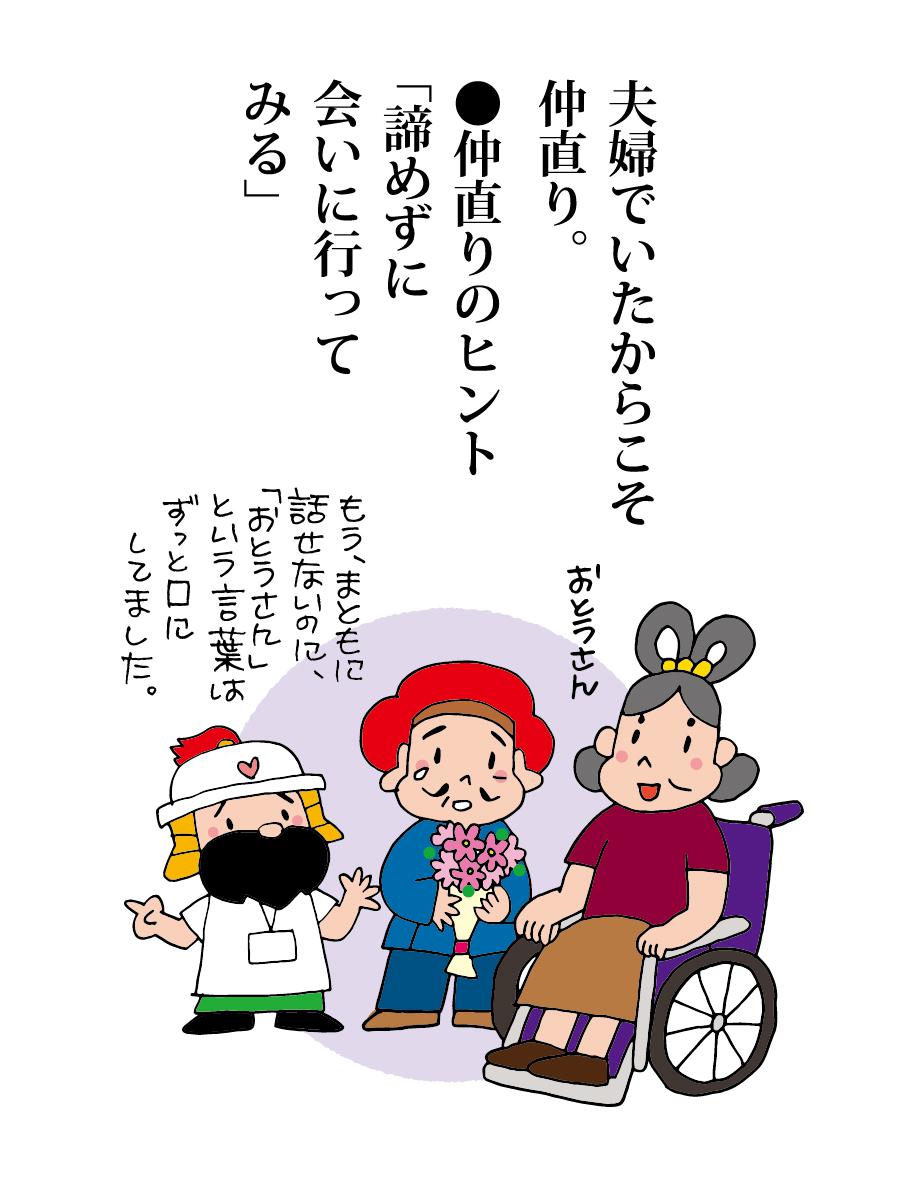 夫婦でいたからこそ
仲直り。
●仲直りのヒント
「諦めずに
会いに行って
みる」
おとうさん
もう、まともに
話せないのに、
「おとうさん」
という言葉は
ずっと口に
してました。